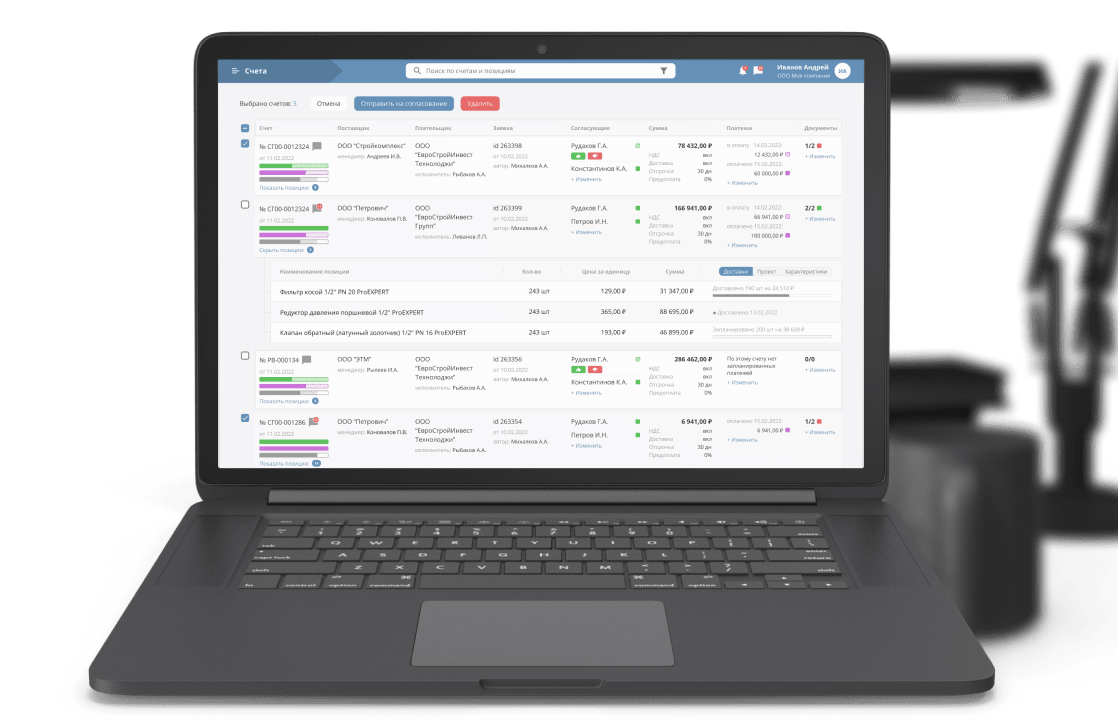 Счета
Поиск по счетам и позициям
Иванов Андрей
ООО Моя компания
ИА
Выбрано счетов: 3
Отмена
Отправить на согласование
Удалить
Счет Поставщик Плательщик Заявка Согласующие Сумма Платежи Документы
№ СГ00-0012324
от 11.02.2022
Показать позиции:
ООО "Стройкомплекс"
менеджер: Андреев И.В.
ООО
"ЕвроСтройИнвест
Технолоджи"
исполнитель: Рыбаков А.А.
id 263398
от 10.02.2022
автор: Михалков А.А.
Рудаков Г.А.
Константинов К.А.
+ Изменить
78 432,00 ₽
НДС вкл
Доставка вкл
Отсрочка 30 дн
Предоплата 0%
в оплату 14.02.2022:
12 432,00 ₽
оплачено 15.02.2022:
60 000,00 ₽
+ Изменить
1/2
+ Изменить
№ СГ00-0012324
от 11.02.2022
Скрыть позиции:
ООО "Петрович"
менеджер: Коновалов П.В.
ООО
"ЕвроСтройИнвест
Групп"
исполнитель: Ливанов Л.П.
id 263399
от 10.02.2022
автор: Михалков А.А.
Рудаков Г.А.
Петров И.Н.
+ Изменить
166 941,00 ₽
НДС вкл
Доставка вкл
Отсрочка 30 дн
Предоплата 0%
в оплату 14.02.2022:
66 941,00 ₽
оплачено 15.02.2022:
100 000,00 ₽
+ Изменить
2/2
+ Изменить
Наименование позиции Кол-во Цена за единицу Сумма Доставки Проект Характеристики
Фильтр косой 1/2" PN 20 ProEXPERT 243 шт 129,00 ₽ 31 347,00 ₽ Доставлено 190 шт на 24 510 ₽
Редуктор давления поршневой 1/2" ProEXPERT 243 шт 365,00 ₽ 88 695,00 ₽ Доставлено 13.02.2022
Клапан обратный (латунный золотник) 1/2" PN 16 ProEXPERT 243 шт 193,00 ₽ 46 899,00 ₽ Запланировано 200 шт на 38 600 ₽
№ РВ-000134
от 11.02.2022
Показать позиции:
ООО "ЭТМ"
менеджер: Рылеев И.А.
ООО
"ЕвроСтройИнвест
Технолоджи"
исполнитель: Рыбаков А.А.
id 263356
от 10.02.2022
автор: Михалков А.А.
Рудаков Г.А.
Константинов К.А.
+ Изменить
286 462,00 ₽
НДС вкл
Доставка вкл
Отсрочка 30 дн
Предоплата 0%
По этому счету нет
запланированных
платежей
+ Изменить
0/0
+ Изменить
№ СГ00-001286
от 11.02.2022
Показать позиции:
ООО "Петрович"
менеджер: Коновалов П.В.
ООО
"ЕвроСтройИнвест
Технолоджи"
исполнитель: Рыбаков А.А.
id 263354
от 10.02.2022
автор: Михалков А.А.
Рудаков Г.А.
Петров И.Н.
+ Изменить
6 941,00 ₽
НДС вкл
Доставка вкл
Отсрочка 30 дн
Предоплата 0%
оплачено 15.02.2022:
6 941,00 ₽
+ Изменить
1/2
+ Изменить
Q W E R T Y U I O P
tab
caps lock A S D F G H J K L enter
return
shift Z X C V B N M shift
fn control option command command option